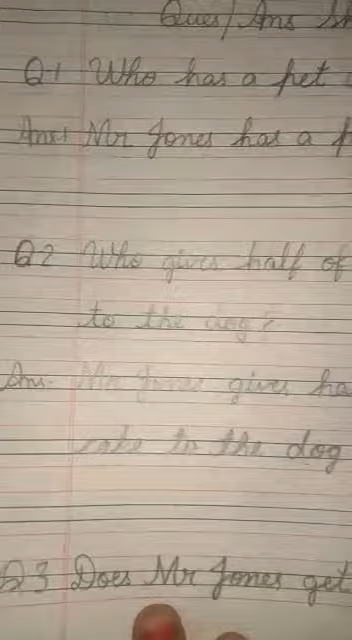 Ques/Ans
Q1 Who has a pet
Ans1 Mr Jones has a p
Q2 Who gives half of
to the dog?
Ans. Mr Jones gives ha
cake to the dog
Q3 Does Mr Jones get